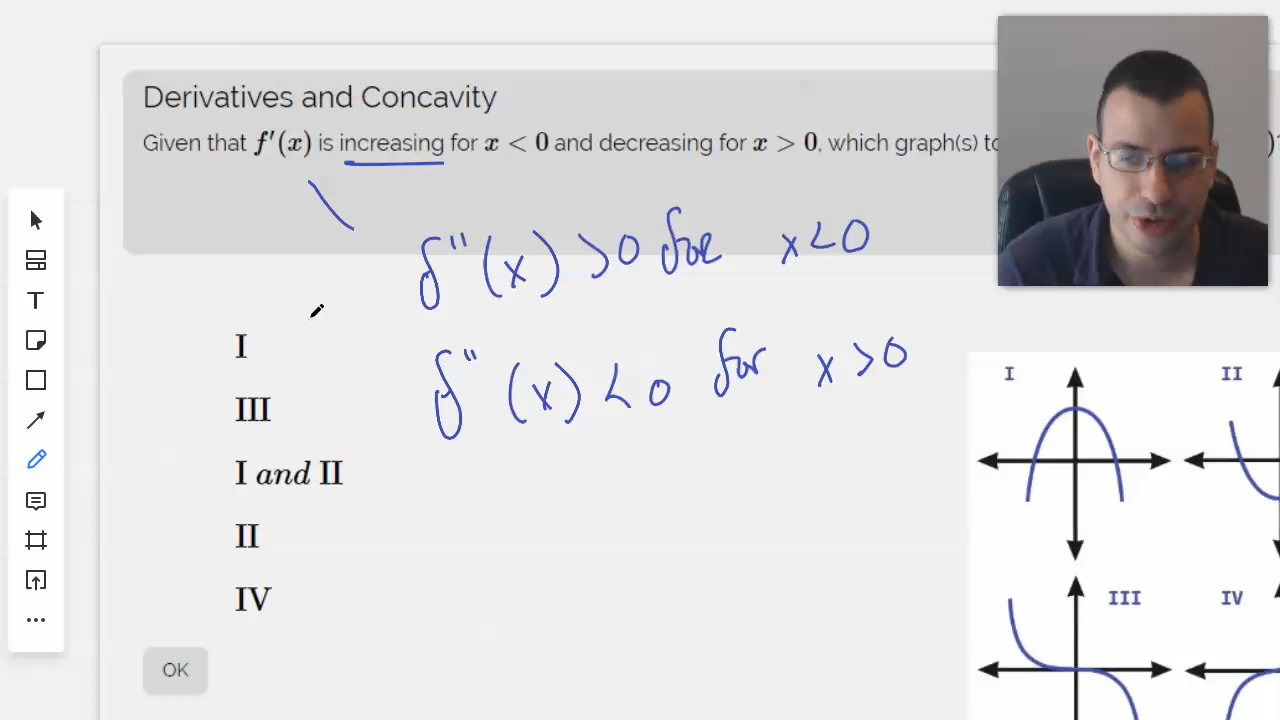 Derivatives and Concavity
Given that f′(x) is increasing for x < 0 and decreasing for x > 0, which graph(s) )?
f''(x) > 0 for x < 0
f''(x) < 0 for x > 0
I
III
I and II
II
IV
OK
I
II
III
IV
T